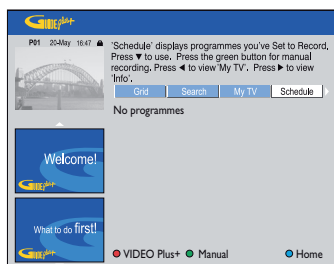 GUIDEplus+
P01 20-May 16:47
'Schedule' displays programmes you've Set to Record.
Press ▼ to use. Press the green button for manual
recording. Press ◄ to view 'My TV'. Press ► to view
'Info'.
Grid Search My TV Schedule
No programmes
Welcome!
GUIDEplus+
What to do first!
GUIDEplus+
VIDEO Plus+ Manual Home